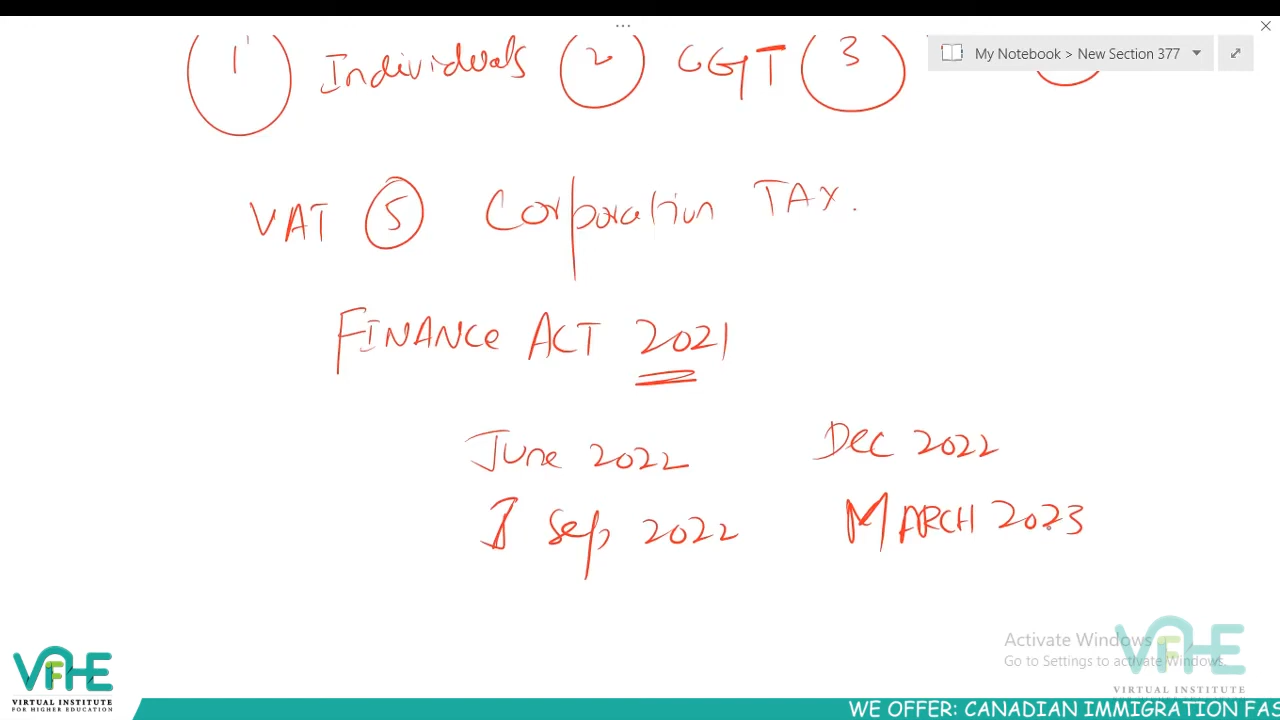 1 Individuals 2 CGT 3
My Notebook > New Section 377
VAT 5 Corporation TAX.
FINANCE ACT 2021
June 2022 Dec 2022
Sep 2022 MARCH 2023
Activate Windows
Go to Settings to activate Windows.
VIHE
VIRTUAL INSTITUTE
FOR HIGHER EDUCATION
VIRTUAL INSTITUTE
WE OFFER: CANADIAN IMMIGRATION FAS